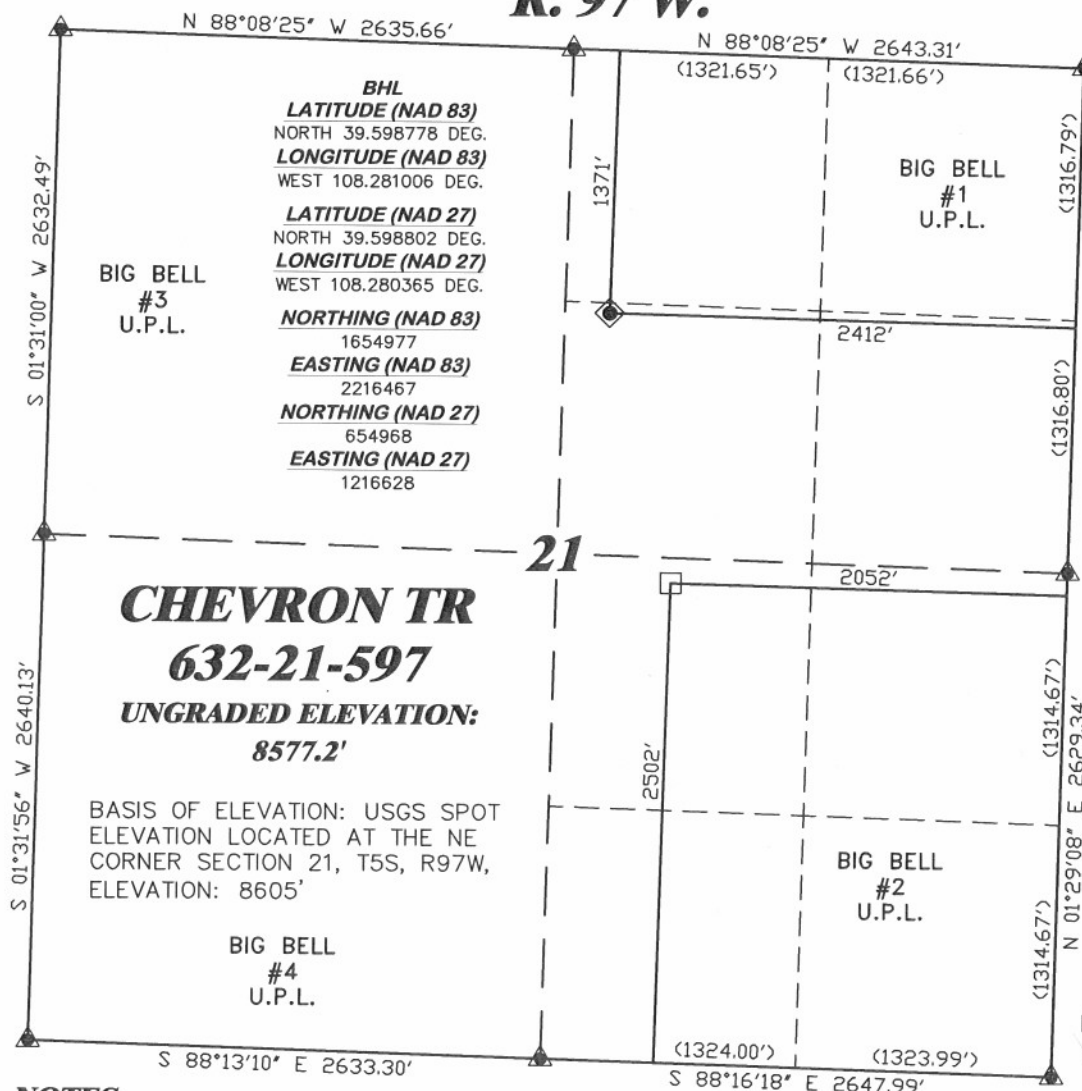 R. 97 W.
N 88°08'25" W 2635.66'
N 88°08'25" W 2643.31'
(1321.65')
(1321.66')
BHL
LATITUDE (NAD 83)
NORTH 39.598778 DEG.
LONGITUDE (NAD 83)
WEST 108.281006 DEG.
LATITUDE (NAD 27)
NORTH 39.598802 DEG.
LONGITUDE (NAD 27)
WEST 108.280365 DEG.
NORTHING (NAD 83)
1654977
EASTING (NAD 83)
2216467
NORTHING (NAD 27)
654968
EASTING (NAD 27)
1216628
S 01°31'00" W 2632.49'
BIG BELL
#3
U.P.L.
1371'
BIG BELL
#1
U.P.L.
(1316.79')
2412'
(1316.80')
21
2052'
CHEVRON TR
632-21-597
UNGRADED ELEVATION:
8577.2'
BASIS OF ELEVATION: USGS SPOT
ELEVATION LOCATED AT THE NE
CORNER SECTION 21, T5S, R97W,
ELEVATION: 8605'
S 01°31'56" W 2640.13'
BIG BELL
#4
U.P.L.
2502'
(1314.67')
BIG BELL
#2
U.P.L.
(1314.67')
N 01°29'08" E 2629.34'
(1324.00')
(1323.99')
S 88°13'10" E 2633.30'
S 88°16'18" E 2647.99'
NOTES